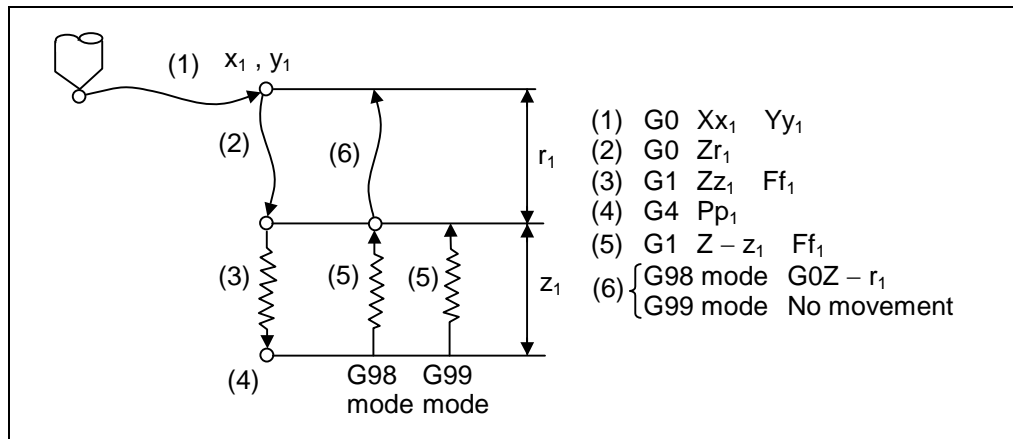 (1) x₁ , y₁
(2)
(6)
r₁
(3)
(5)
(5)
z₁
(4)
G98 mode
G99 mode
(1) G0 Xx₁ Yy₁
(2) G0 Zr₁
(3) G1 Zz₁ Ff₁
(4) G4 Pp₁
(5) G1 Z – z₁ Ff₁
(6) G98 mode G0Z – r₁
G99 mode No movement